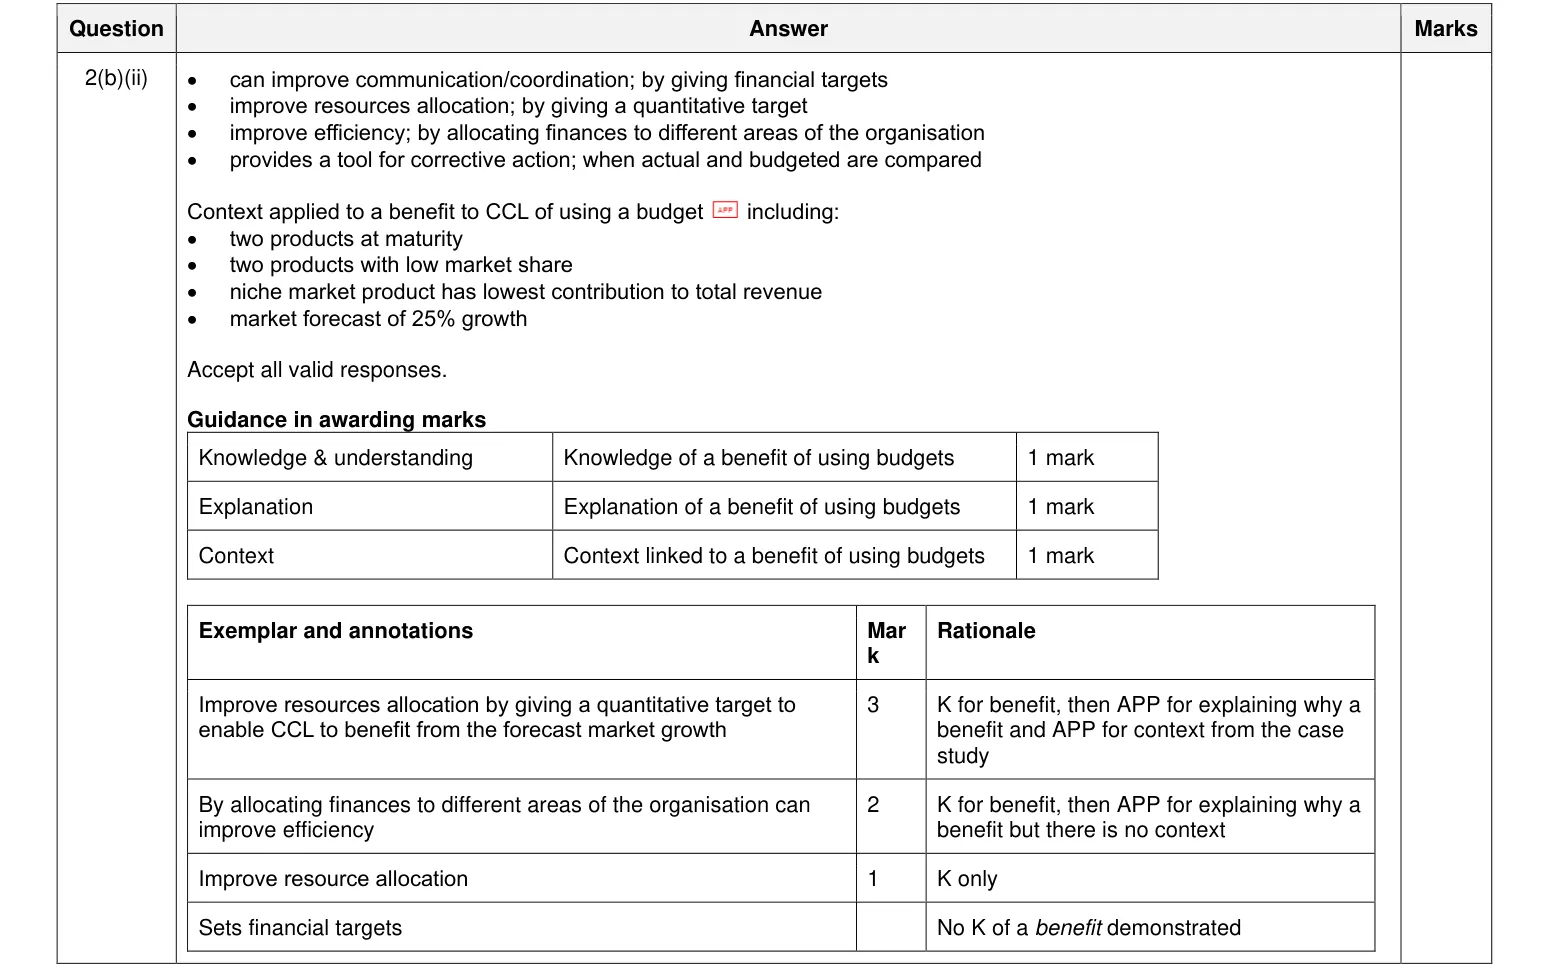 Question Answer Marks
2(b)(ii)
• can improve communication/coordination; by giving financial targets
• improve resources allocation; by giving a quantitative target
• improve efficiency; by allocating finances to different areas of the organisation
• provides a tool for corrective action; when actual and budgeted are compared
Context applied to a benefit to CCL of using a budget APP including:
• two products at maturity
• two products with low market share
• niche market product has lowest contribution to total revenue
• market forecast of 25% growth
Accept all valid responses.
Guidance in awarding marks
Knowledge & understanding Knowledge of a benefit of using budgets 1 mark
Explanation Explanation of a benefit of using budgets 1 mark
Context Context linked to a benefit of using budgets 1 mark
Exemplar and annotations Mar Rationale
k
Improve resources allocation by giving a quantitative target to 3 K for benefit, then APP for explaining why a
enable CCL to benefit from the forecast market growth benefit and APP for context from the case
study
By allocating finances to different areas of the organisation can 2 K for benefit, then APP for explaining why a
improve efficiency benefit but there is no context
Improve resource allocation 1 K only
Sets financial targets No K of a benefit demonstrated